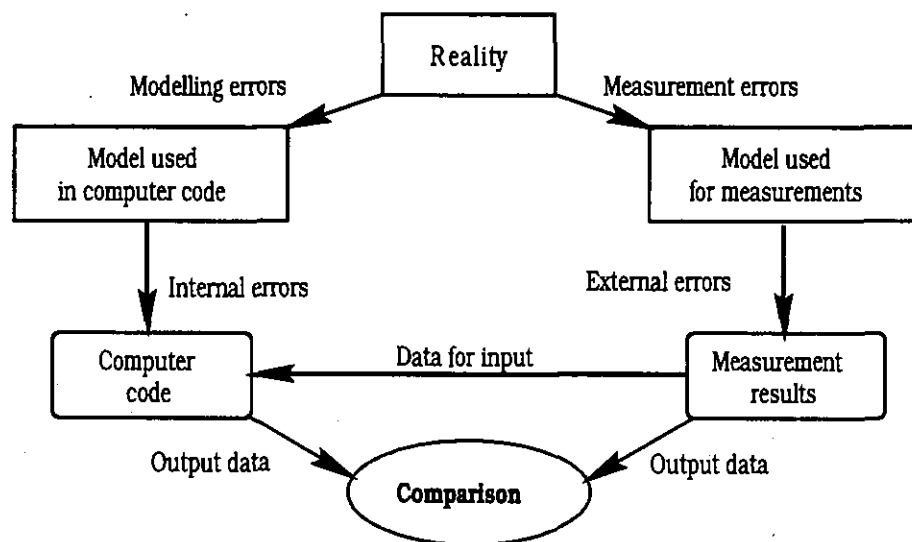 Reality
Modelling errors
Measurement errors
Model used
in computer code
Model used
for measurements
Internal errors
External errors
Computer
code
Data for input
Measurement
results
Output data
Output data
Comparison